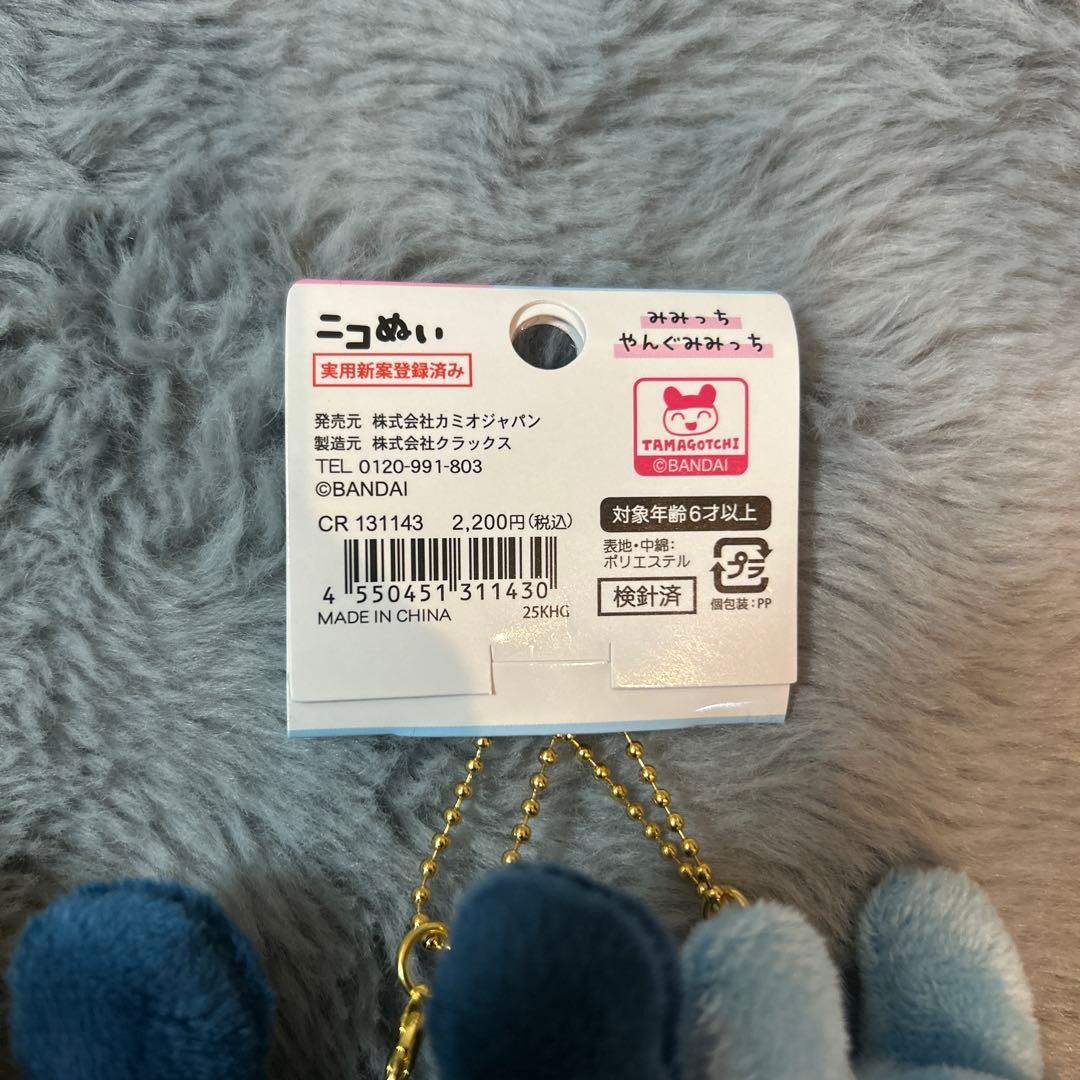 ニコぬい
実用新案登録済み
発売元 株式会社カミオジャパン
製造元 株式会社クラックス
TEL 0120-991-803
©BANDAI
CR 131143 2,200円(税込)
4 550451 311430
MADE IN CHINA 25KHG
みみっち
やんぐみみっち
TAMAGOTCHI
©BANDAI
対象年齢6才以上
表地・中綿:
ポリエステル
検針済
プラ
個包装:PP